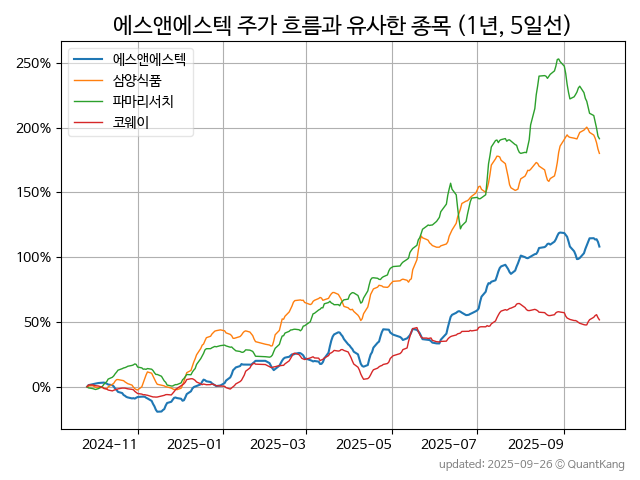 에스앤에스텍 주가 흐름과 유사한 종목 (1년, 5일선)
에스앤에스텍
삼양식품
파마리서치
코웨이
250%
200%
150%
100%
50%
0%
2024-11 2025-01 2025-03 2025-05 2025-07 2025-09
updated: 2025-09-26 © QuantKang